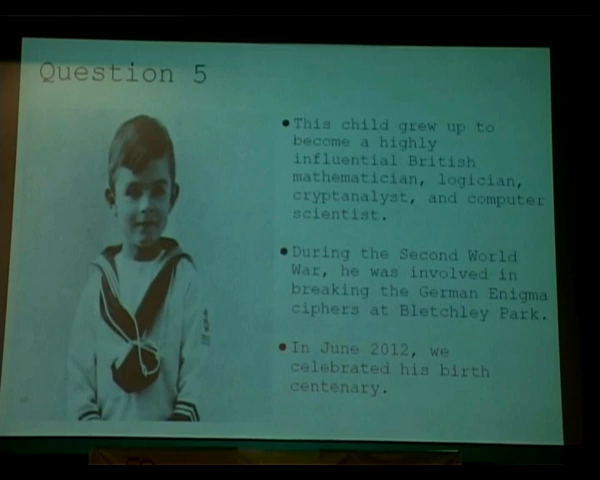 Question 5
•This child grew up to
become a highly
influential British
mathematician, logician,
cryptanalyst, and computer
scientist.
•During the Second World
War, he was involved in
breaking the German Enigma
ciphers at Bletchley Park.
•In June 2012, we
celebrated his birth
centenary.